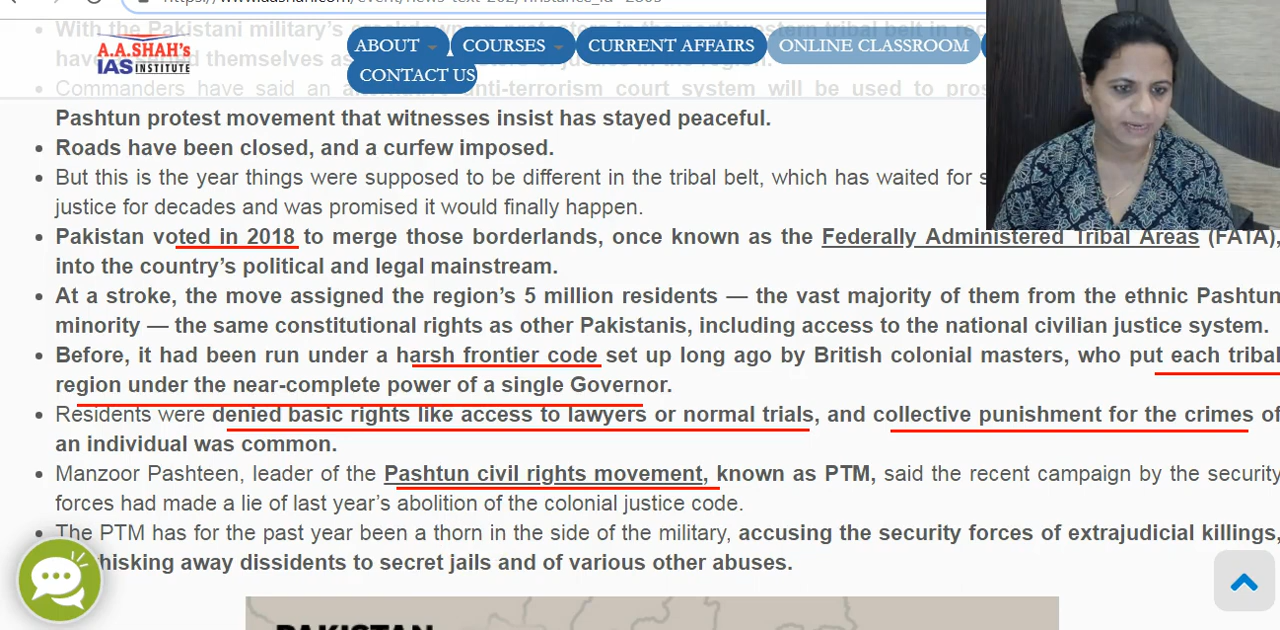 With the Pakistani military's
tribal belt in
themselves as
Commanders have said an alternative anti-terrorism court system will be used to
A.A.SHAH's
IAS INSTITUTE
ABOUT
COURSES
CURRENT AFFAIRS
ONLINE CLASSROOM
CONTACT US
Pashtun protest movement that witnesses insist has stayed peaceful.
Roads have been closed, and a curfew imposed.
But this is the year things were supposed to be different in the tribal belt, which has waited for
justice for decades and was promised it would finally happen.
Pakistan voted in 2018 to merge those borderlands, once known as the Federally Administered Tribal Areas (FATA),
into the country's political and legal mainstream.
At a stroke, the move assigned the region's 5 million residents — the vast majority of them from the ethnic Pashtun
minority — the same constitutional rights as other Pakistanis, including access to the national civilian justice system.
Before, it had been run under a harsh frontier code set up long ago by British colonial masters, who put each tribal
region under the near-complete power of a single Governor.
Residents were denied basic rights like access to lawyers or normal trials, and collective punishment for the crimes of
an individual was common.
Manzoor Pashteen, leader of the Pashtun civil rights movement, known as PTM, said the recent campaign by the security
forces had made a lie of last year's abolition of the colonial justice code.
The PTM has for the past year been a thorn in the side of the military, accusing the security forces of extrajudicial killings,
whisking away dissidents to secret jails and of various other abuses.
PAKISTAN